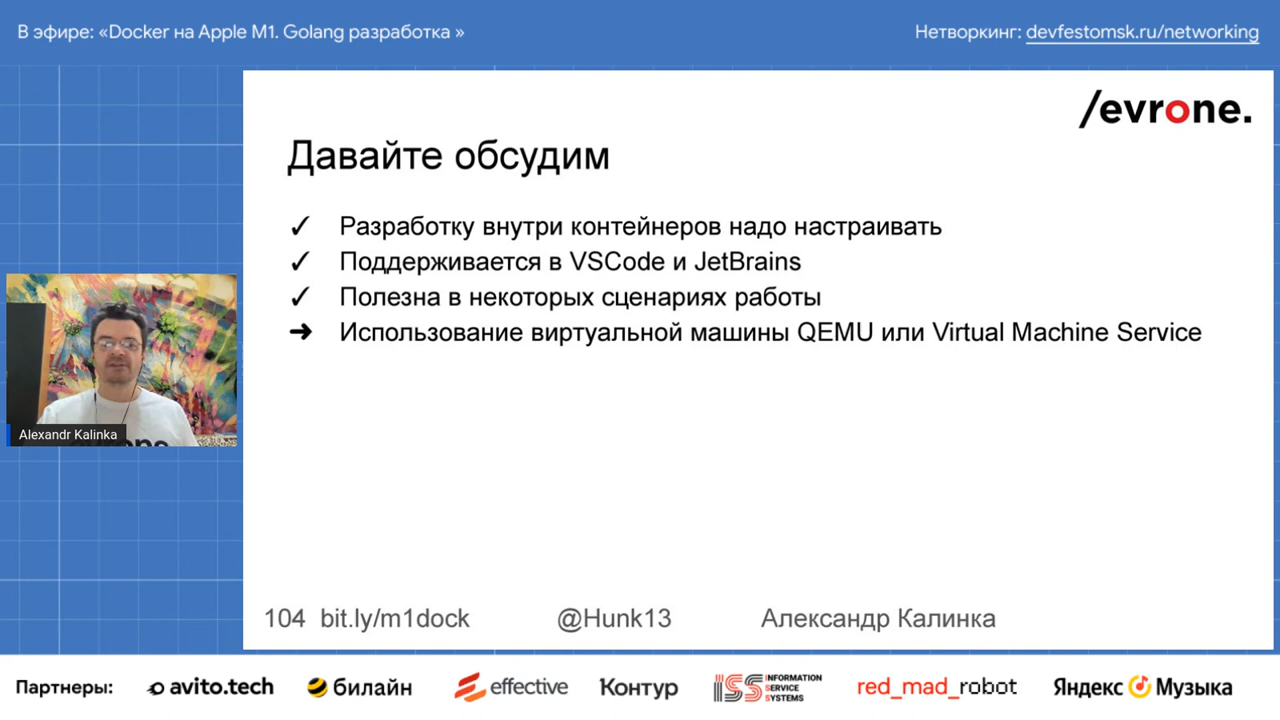 В эфире: «Docker на Apple M1. Golang разработка »
Нетворкинг: devfestomsk.ru/networking
/evrone.
Давайте обсудим
✓ Разработку внутри контейнеров надо настраивать
✓ Поддерживается в VSCode и JetBrains
✓ Полезна в некоторых сценариях работы
➔ Использование виртуальной машины QEMU или Virtual Machine Service
Alexandr Kalinka
104 bit.ly/m1dock @Hunk13 Александр Калинка
Партнеры: avito.tech билайн effective Контур ISS INFORMATION SERVICE SYSTEMS red_mad_robot Яндекс Музыка